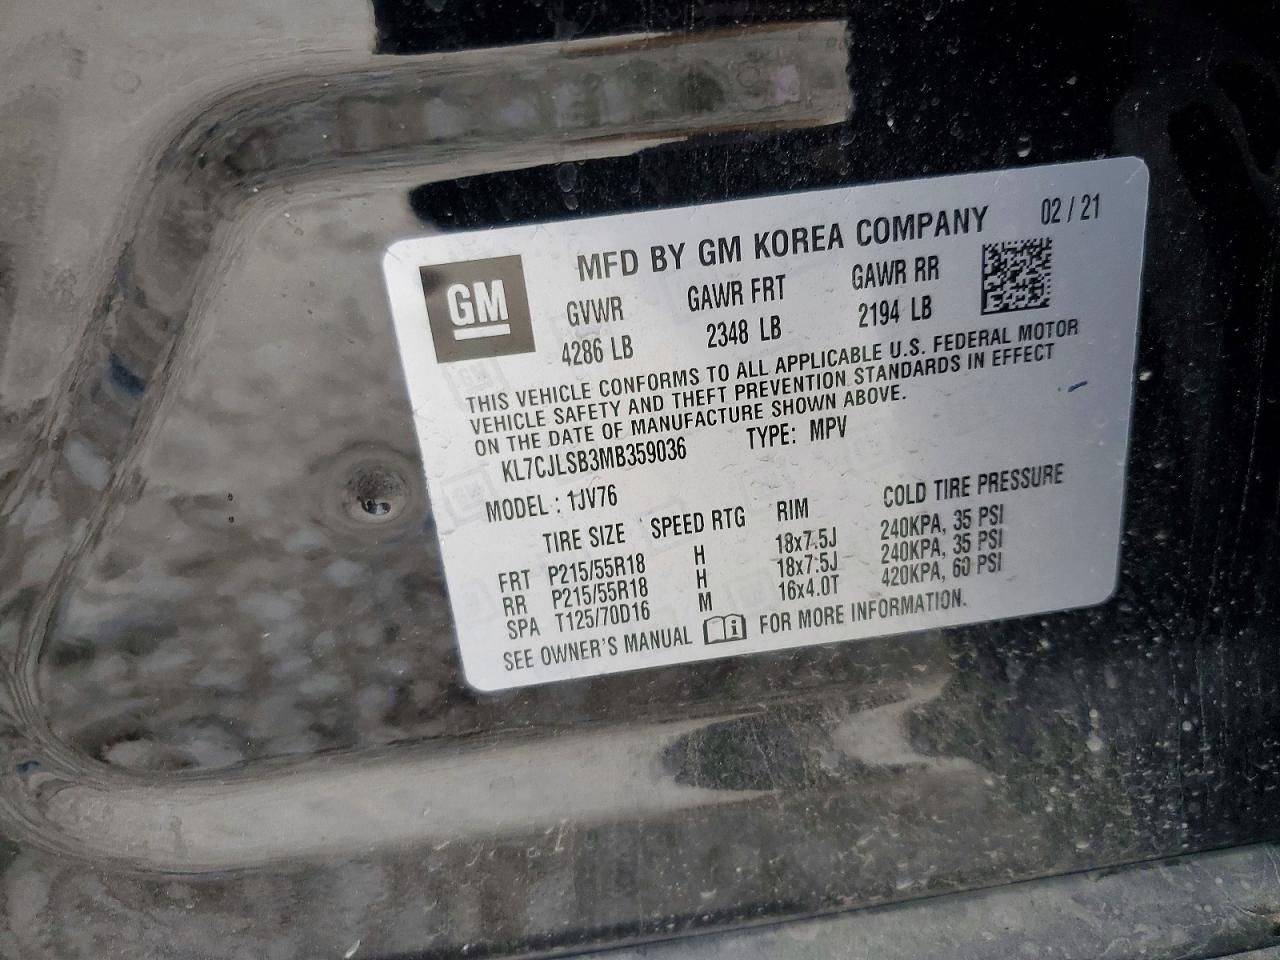 MFD BY GM KOREA COMPANY 02 / 21
GM
GVWR GAWR FRT GAWR RR
4286 LB 2348 LB 2194 LB
THIS VEHICLE CONFORMS TO ALL APPLICABLE U.S. FEDERAL MOTOR
VEHICLE SAFETY AND THEFT PREVENTION STANDARDS IN EFFECT
ON THE DATE OF MANUFACTURE SHOWN ABOVE.
KL7CJLSB3MB359036 TYPE: MPV
MODEL : 1JV76
TIRE SIZE SPEED RTG RIM COLD TIRE PRESSURE
FRT P215/55R18 H 18x7.5J 240KPA, 35 PSI
RR P215/55R18 H 18x7.5J 240KPA, 35 PSI
SPA T125/70D16 M 16x4.0T 420KPA, 60 PSI
SEE OWNER'S MANUAL FOR MORE INFORMATION.